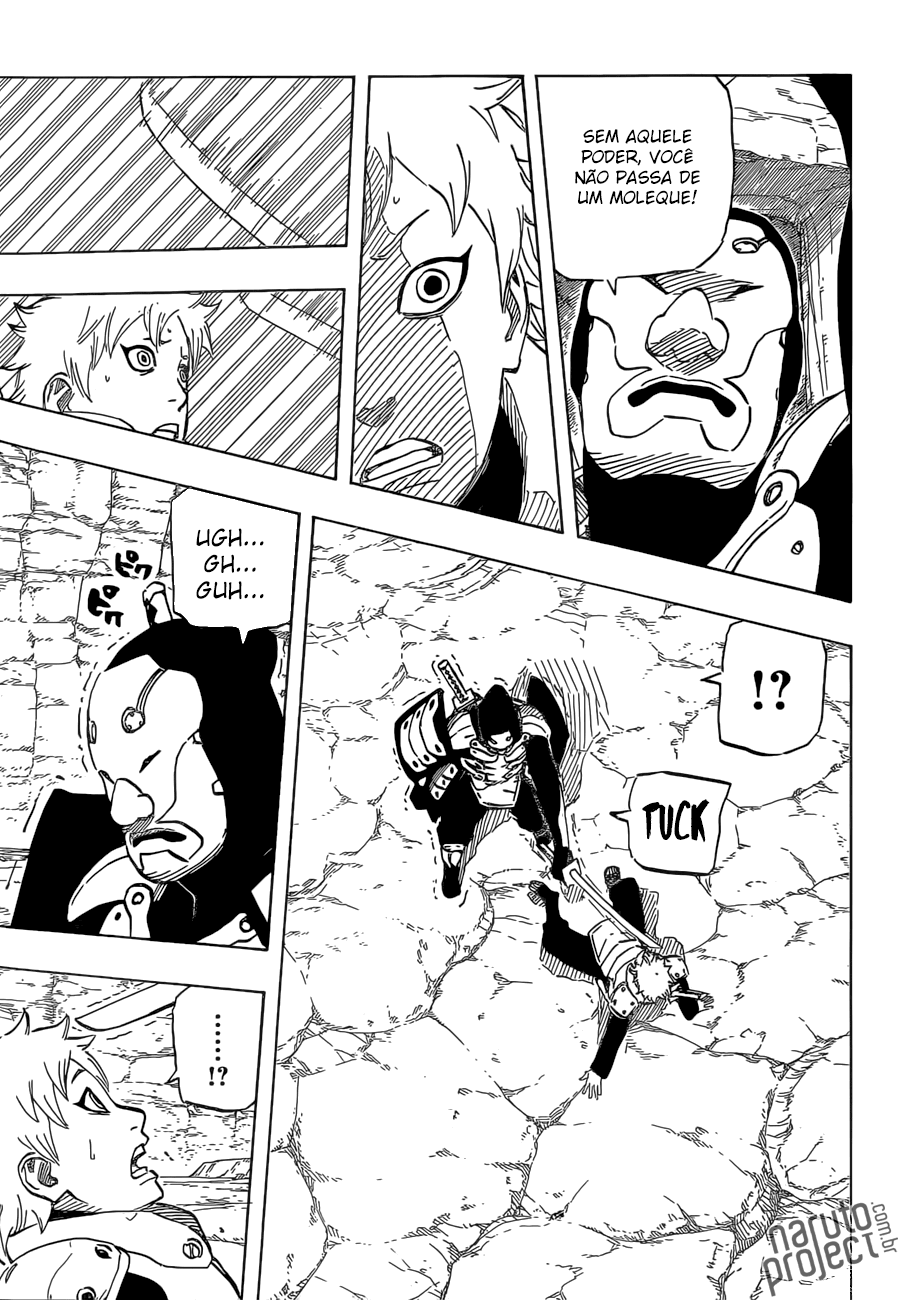 SEM AQUELE
PODER, VOCÊ
NÃO PASSA DE
UM MOLEQUE!
!?
TUCK
UGH...
GH...
GUH...
......
!?
naruto
project
.com.br